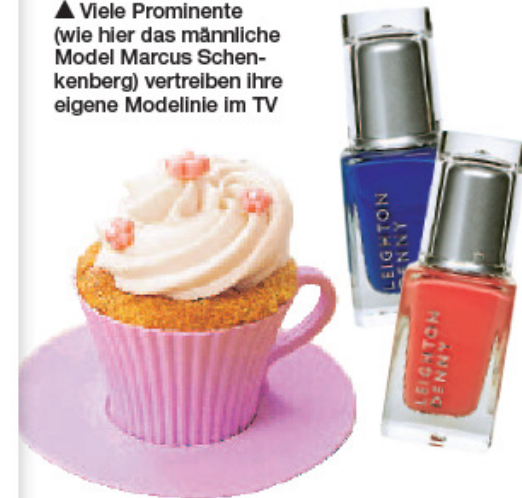 ▲ Viele Prominente
(wie hier das männliche
Model Marcus Schen-
kenberg) vertreiben ihre
eigene Modelinie im TV
LEIGHTON
DENNY
LEIGHTON
DENNY